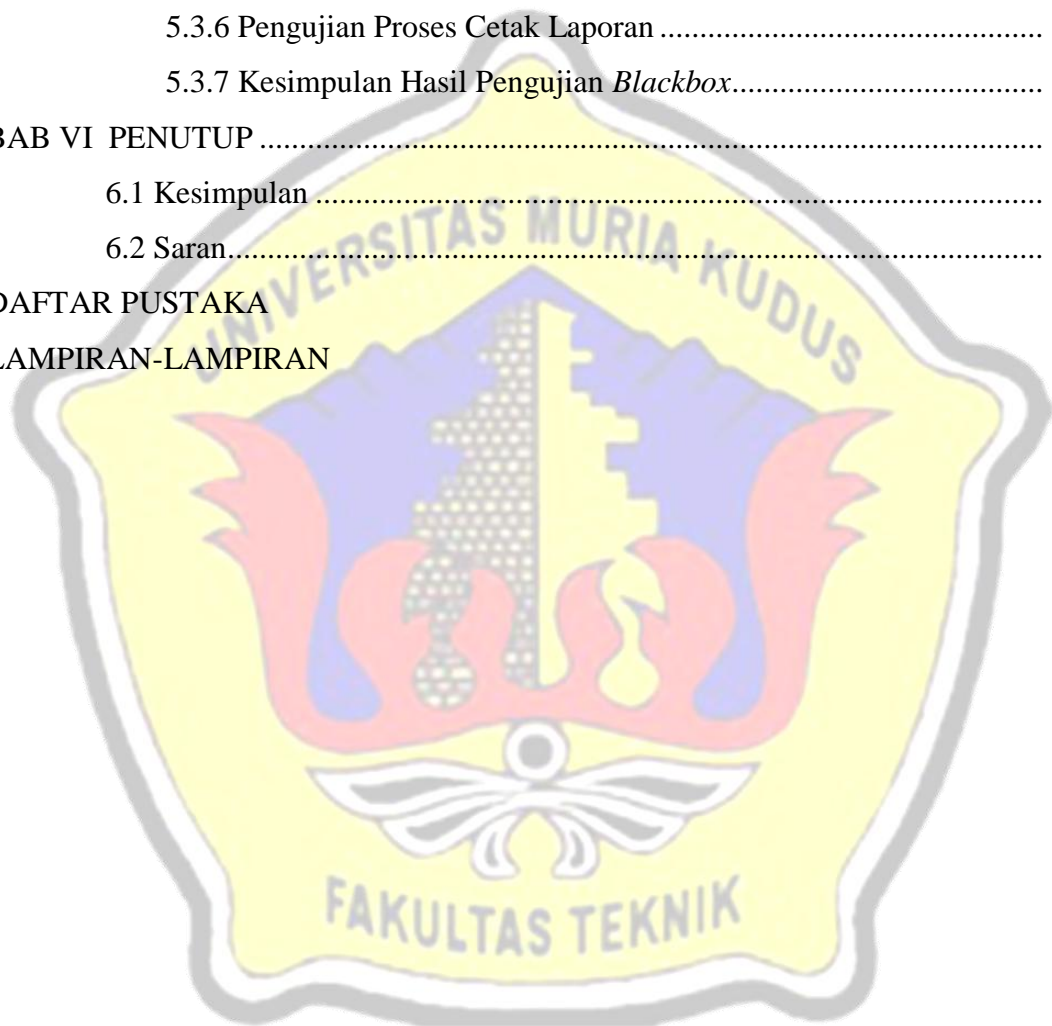 5.3.6 Pengujian Proses Cetak Laporan ................................................
5.3.7 Kesimpulan Hasil Pengujian Blackbox.......................................
BAB VI PENUTUP ...................................................................................................
6.1 Kesimpulan ............................................................................................
6.2 Saran.......................................................................................................
DAFTAR PUSTAKA
LAMPIRAN-LAMPIRAN
UNIVERSITAS MURIA KUDUS
FAKULTAS TEKNIK